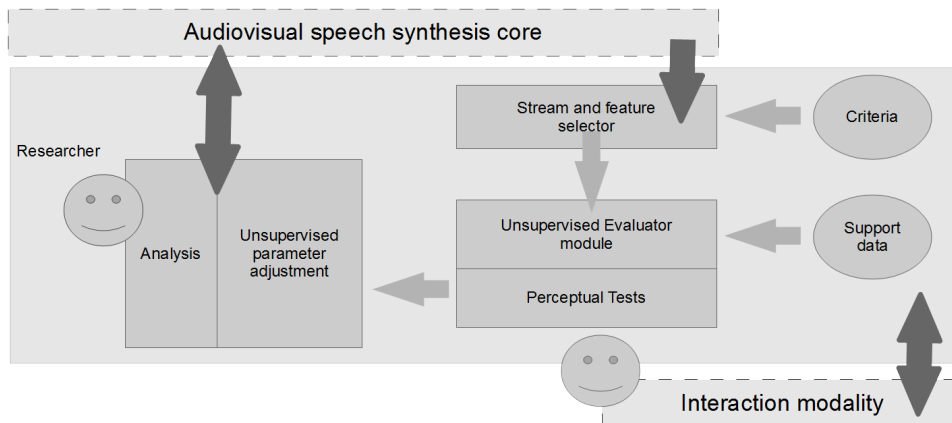 Audiovisual speech synthesis core
Stream and feature
selector
Criteria
Researcher
Analysis
Unsupervised
parameter
adjustment
Unsupervised Evaluator
module
Support
data
Perceptual Tests
Interaction modality